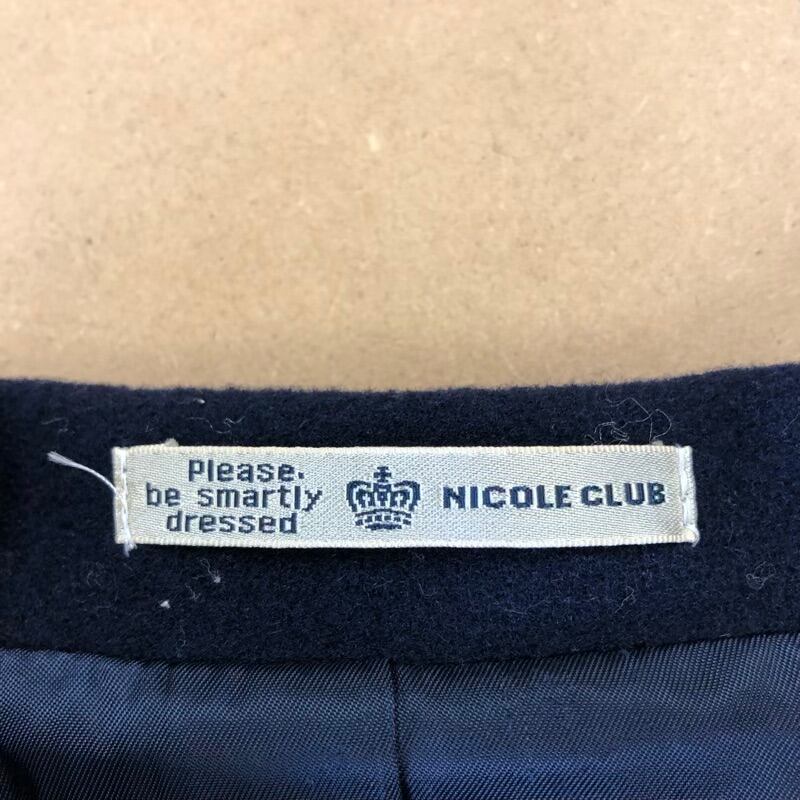 Please.
be smartly
dressed
NICOLE CLUB